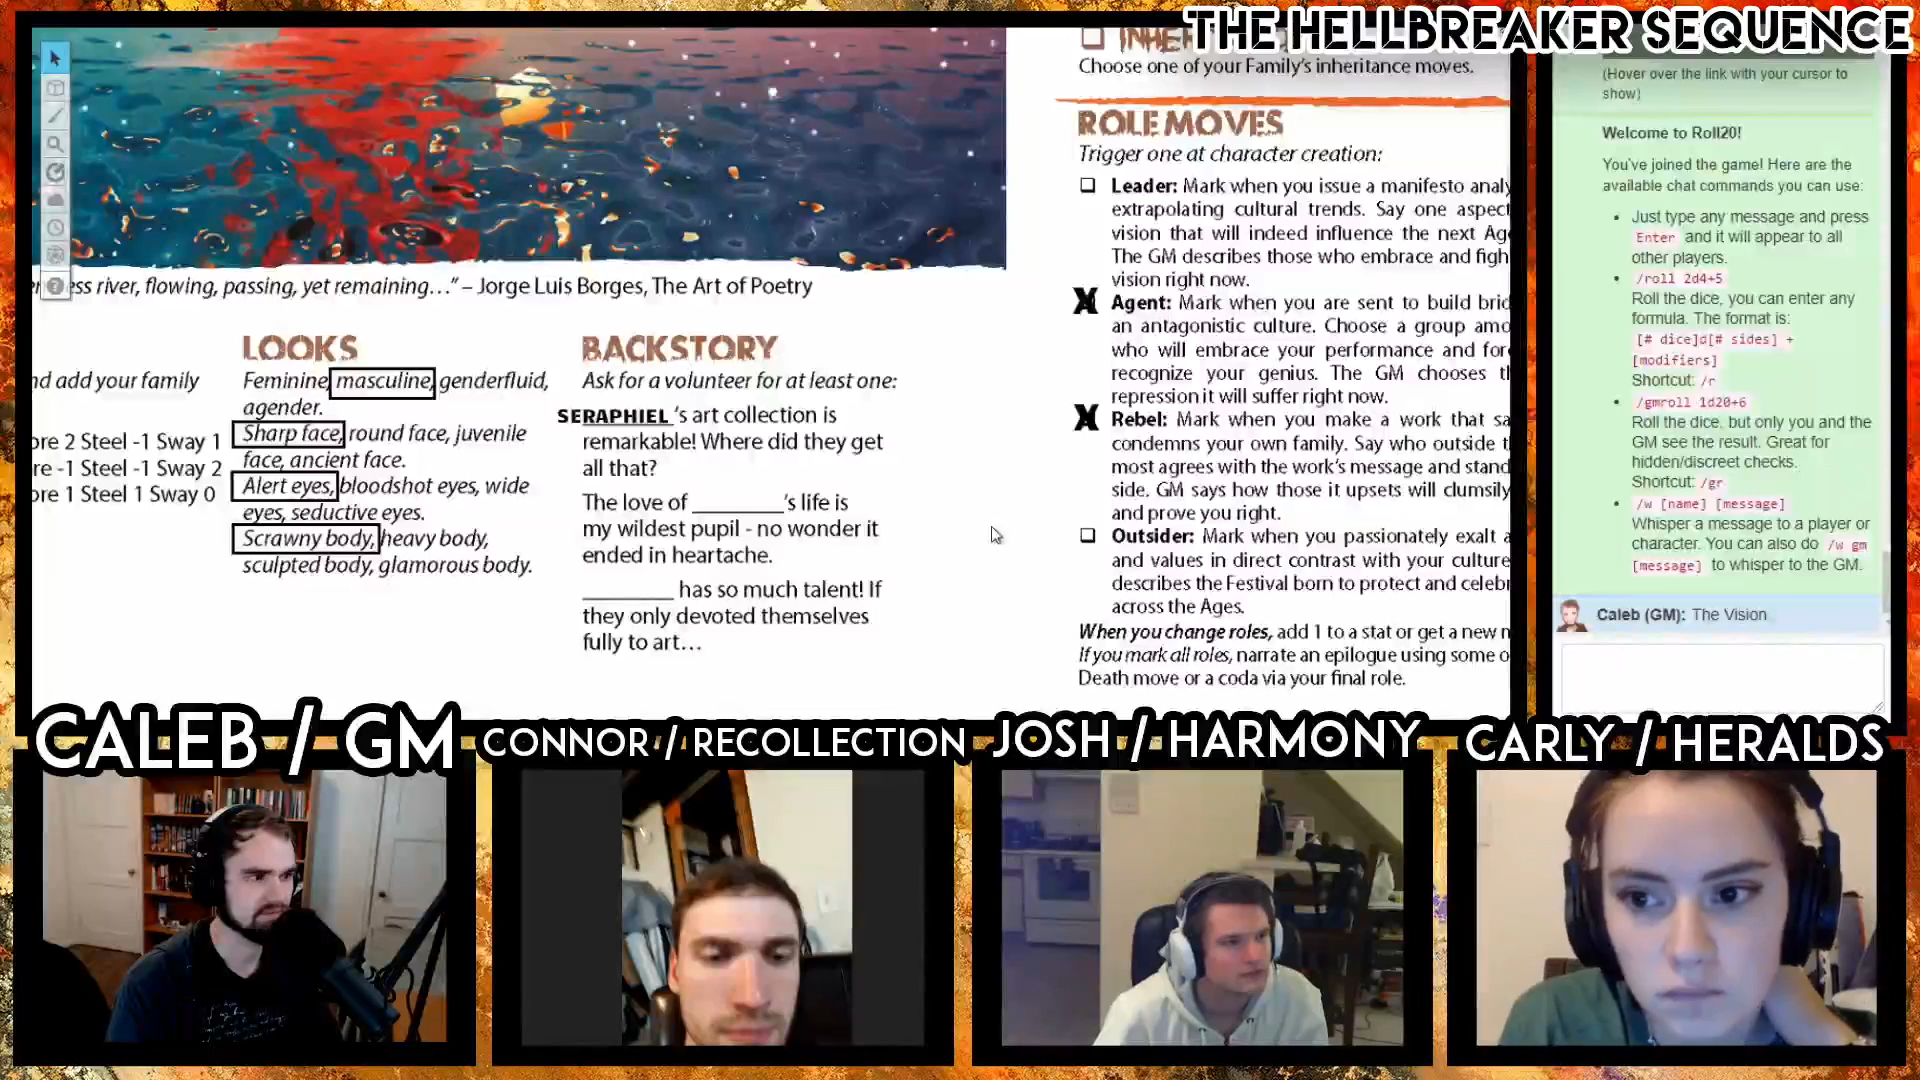 THE HELLBREAKER SEQUENCE
Choose one of your Family's inheritance moves.
ROLE MOVES
Trigger one at character creation:
Leader: Mark when you issue a manifesto
extrapolating cultural trends. Say one
vision that will indeed influence the next
The GM describes those who embrace and
vision right now.
X Agent: Mark when you are sent to build
an antagonistic culture. Choose a group
who will embrace your performance and
recognize your genius. The GM chooses
repression it will suffer right now.
X Rebel: Mark when you make a work that
condemns your own family. Say who outside
most agrees with the work's message and
side. GM says how those it upsets will clumsily
and prove you right.
Outsider: Mark when you passionately exalt
and values in direct contrast with your culture
describes the Festival born to protect and
across the Ages.
When you change roles, add 1 to a stat or get a new
If you mark all roles, narrate an epilogue using some
Death move or a coda via your final role.
river, flowing, passing, yet remaining…” – Jorge Luis Borges, The Art of Poetry
add your family
2 Steel -1 Sway 1
-1 Steel -1 Sway 2
1 Steel 1 Sway 0
LOOKS
Feminine, masculine, genderfluid,
agender.
Sharp face, round face, juvenile
face, ancient face.
Alert eyes, bloodshot eyes, wide
eyes, seductive eyes.
Scrawny body, heavy body,
sculpted body, glamorous body.
BACKSTORY
Ask for a volunteer for at least one:
SERAPHIEL 's art collection is
remarkable! Where did they get
all that?
The love of ________'s life is
my wildest pupil - no wonder it
ended in heartache.
________ has so much talent! If
they only devoted themselves
fully to art…
(Hover over the link with your cursor to
show)
Welcome to Roll20!
You've joined the game! Here are the
available chat commands you can use:
• Just type any message and press
Enter and it will appear to all
other players.
• /roll 2d4+5
Roll the dice, you can enter any
formula. The format is:
[# dice]d[# sides] +
[modifiers]
Shortcut: /r
• /gmroll 1d20+6
Roll the dice, but only you and the
GM see the result. Great for
hidden/discreet checks.
Shortcut: /gr
• /w [name] [message]
Whisper a message to a player or
character. You can also do /w gm
[message] to whisper to the GM.
Caleb (GM): The Vision
CALEB / GM
CONNOR / RECOLLECTION
JOSH / HARMONY
CARLY / HERALDS